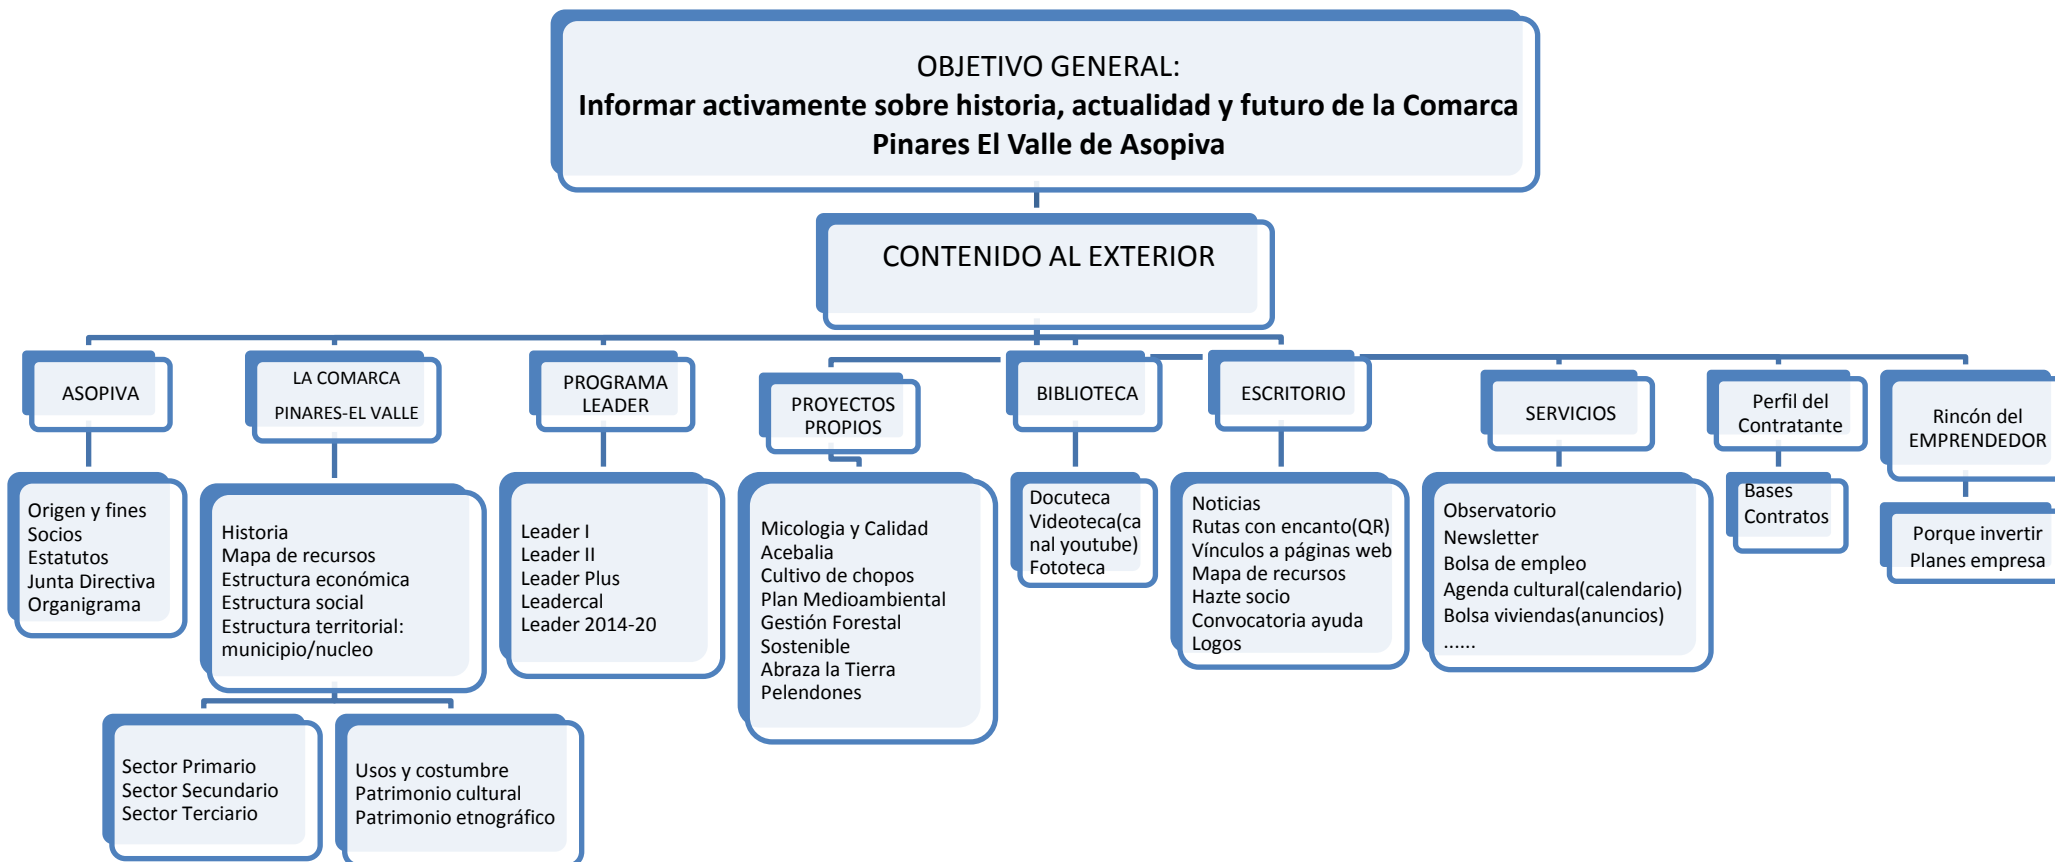 OBJETIVO GENERAL:
Informar activamente sobre historia, actualidad y futuro de la Comarca
Pinares El Valle de Asopiva
CONTENIDO AL EXTERIOR
ASOPIVA
LA COMARCA
PINARES-EL VALLE
PROGRAMA
LEADER
PROYECTOS
PROPIOS
BIBLIOTECA
ESCRITORIO
SERVICIOS
Perfil del
Contratante
Rincón del
EMPRENDEDOR
Origen y fines
Socios
Estatutos
Junta Directiva
Organigrama
Historia
Mapa de recursos
Estructura económica
Estructura social
Estructura territorial:
municipio/nucleo
Leader I
Leader II
Leader Plus
Leadercal
Leader 2014-20
Micologia y Calidad
Acebalia
Cultivo de chopos
Plan Medioambiental
Gestión Forestal
Sostenible
Abraza la Tierra
Pelendones
Docuteca
Videoteca(ca
nal youtube)
Fototeca
Noticias
Rutas con encanto(QR)
Vínculos a páginas web
Mapa de recursos
Hazte socio
Convocatoria ayuda
Logos
Observatorio
Newsletter
Bolsa de empleo
Agenda cultural(calendario)
Bolsa viviendas(anuncios)
......
Bases
Contratos
Porque invertir
Planes empresa
Sector Primario
Sector Secundario
Sector Terciario
Usos y costumbre
Patrimonio cultural
Patrimonio etnográfico